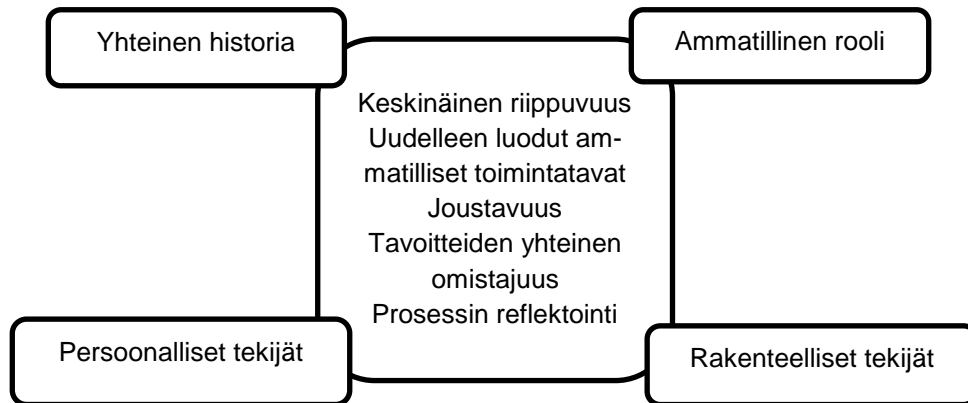 Yhteinen historia
Ammatillinen rooli
Keskinäinen riippuvuus
Uudelleen luodut am-
matilliset toimintatavat
Joustavuus
Tavoitteiden yhteinen
omistajuus
Prosessin reflektointi
Persoonalliset tekijät
Rakenteelliset tekijät